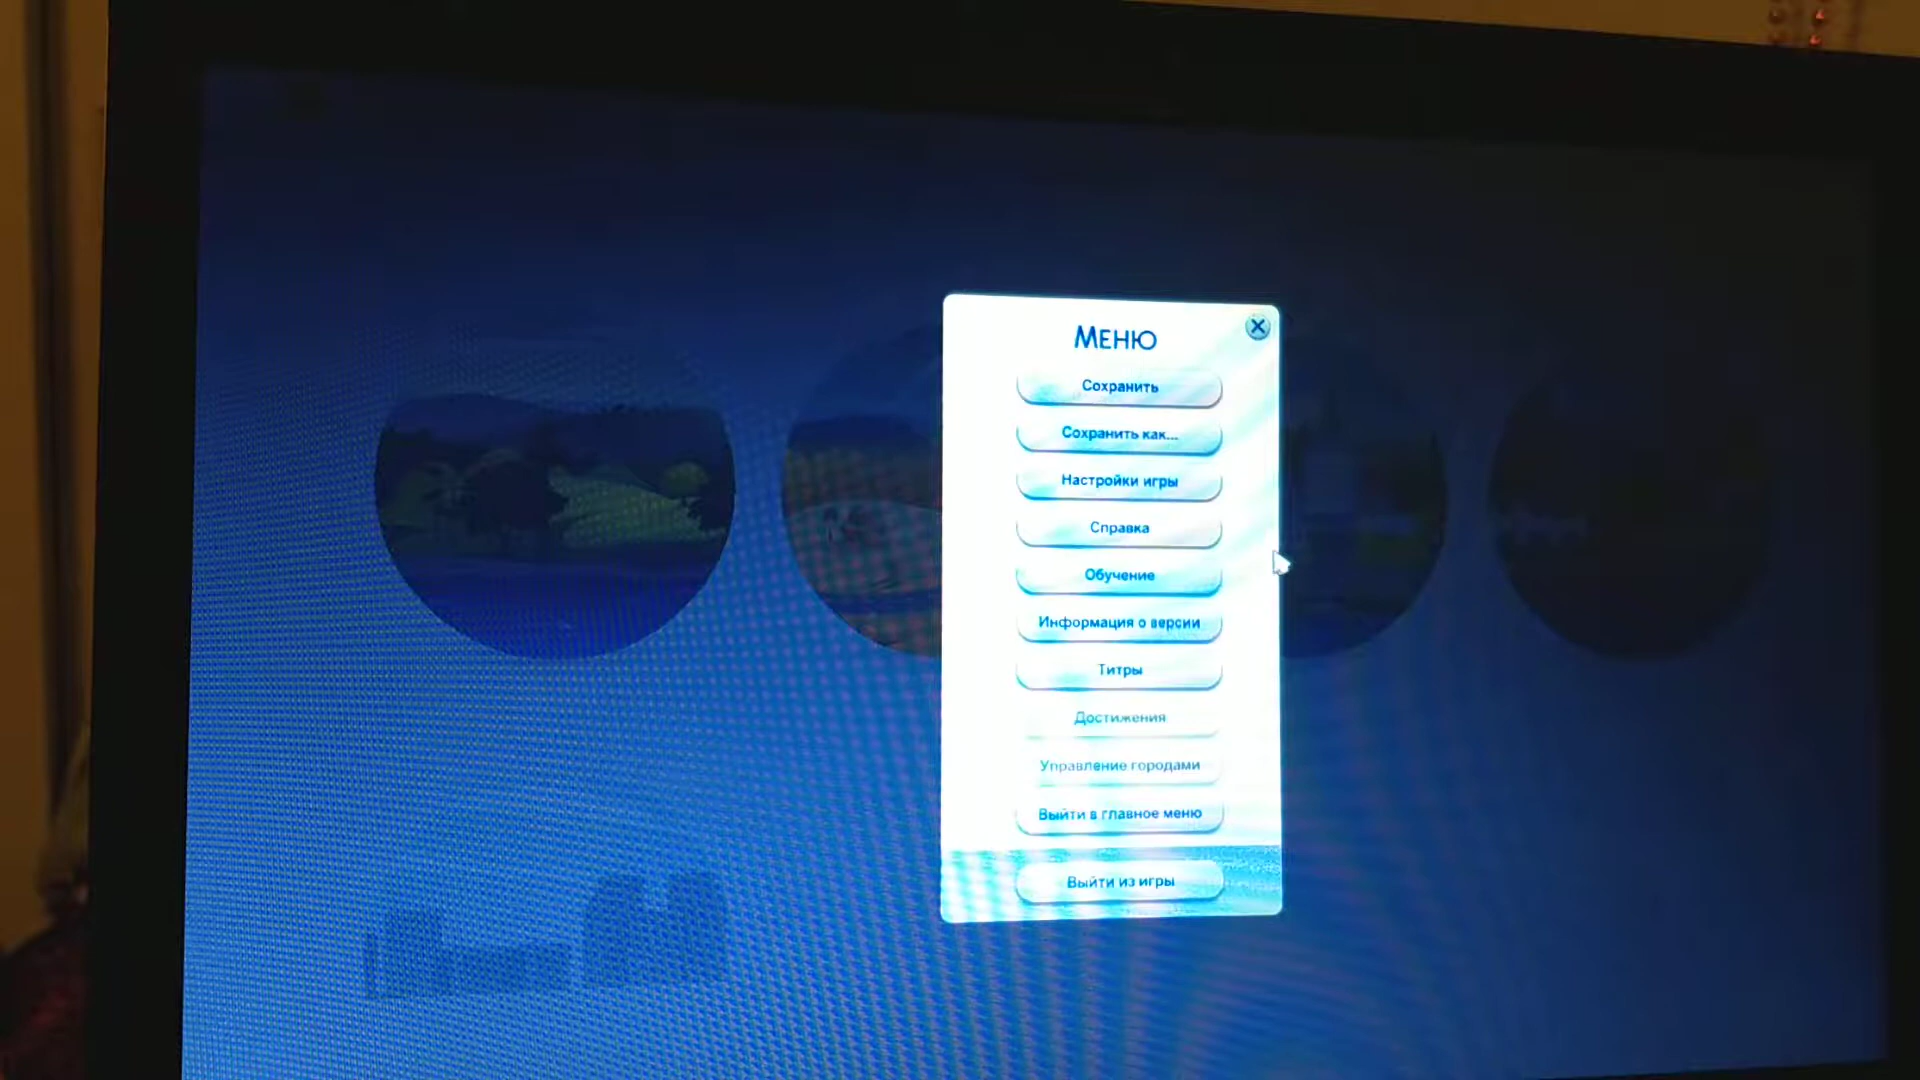 Меню
Сохранить
Сохранить как...
Настройки игры
Справка
Обучение
Информация о версии
Титры
Достижения
Управление городами
Выйти в главное меню
Выйти из игры